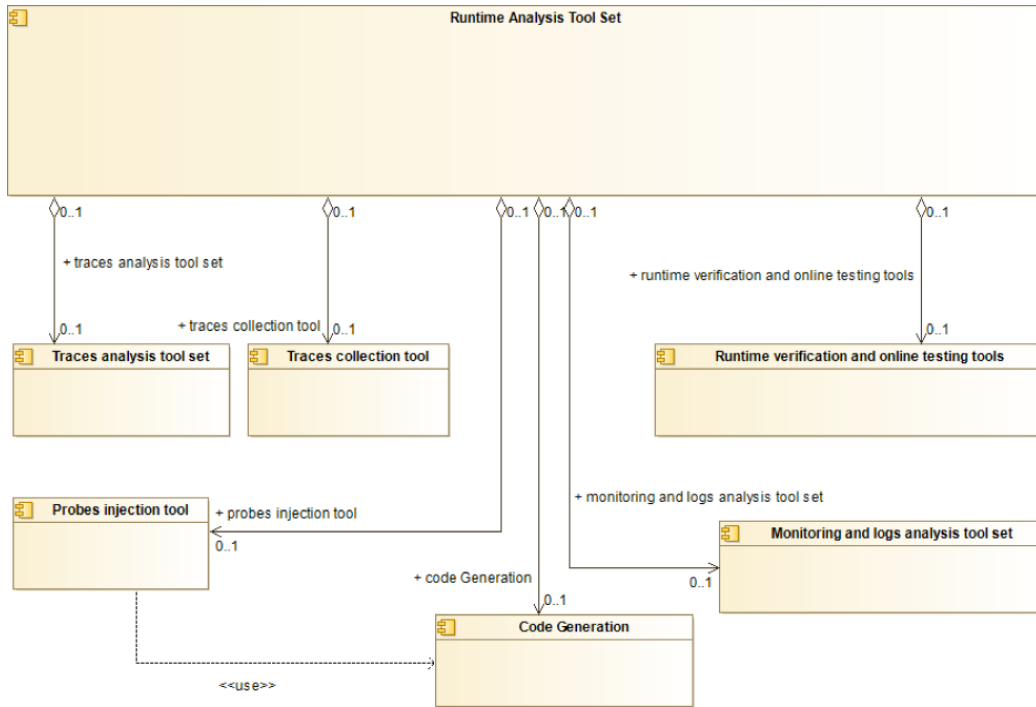 Runtime Analysis Tool Set
0..1
0..1
0..1
0..1
0..1
0..1
+ traces analysis tool set
+ runtime verification and online testing tools
0..1
+ traces collection tool
0..1
0..1
Traces analysis tool set
Traces collection tool
Runtime verification and online testing tools
+ monitoring and logs analysis tool set
Probes injection tool
+ probes injection tool
0..1
Monitoring and logs analysis tool set
+ code Generation
0..1
0..1
Code Generation
<<use>>